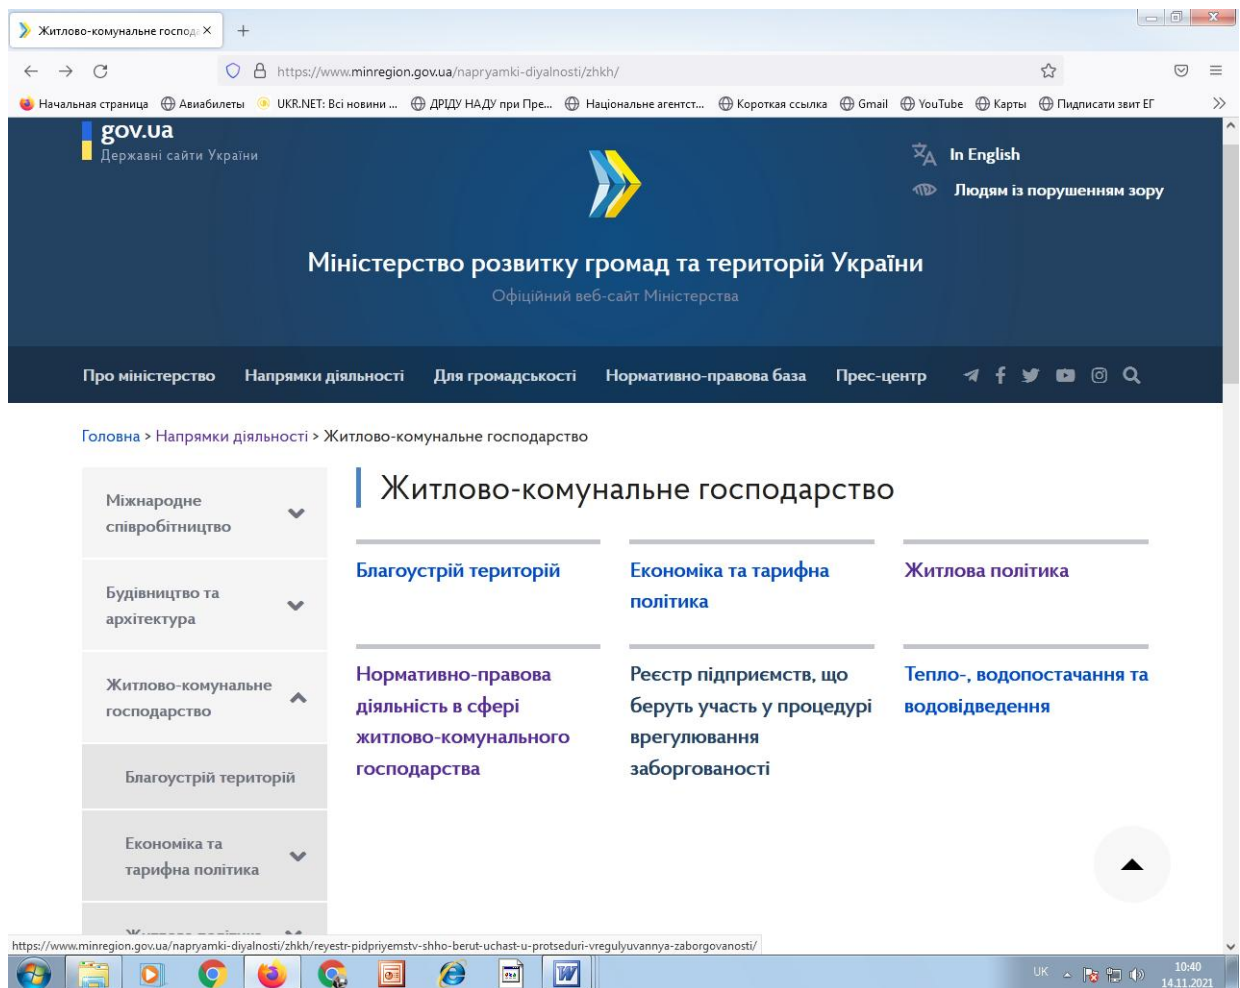 Житлово-комунальне господ
https://www.minregion.gov.ua/napryamki-diyalnosti/zhkh/
Начальная страница Авиабилеты UKR.NET: Всі новини ... ДРІДУ НАДУ при Пре... Національне агентст... Короткая ссылка Gmail YouTube Карты Пидписати звит ЕГ
gov.ua
Державні сайти України
In English
Людям із порушенням зору
Міністерство розвитку громад та територій України
Офіційний веб-сайт Міністерства
Про міністерство Напрямки діяльності Для громадськості Нормативно-правова база Прес-центр
Головна > Напрямки діяльності > Житлово-комунальне господарство
Міжнародне
співробітництво
Будівництво та
архітектура
Житлово-комунальне
господарство
Благоустрій територій
Економіка та
тарифна політика
Житлова політика
Житлово-комунальне господарство
Благоустрій територій
Економіка та тарифна
політика
Житлова політика
Нормативно-правова
діяльність в сфері
житлово-комунального
господарства
Реєстр підприємств, що
беруть участь у процедурі
врегулювання
заборгованості
Тепло-, водопостачання та
водовідведення
https://www.minregion.gov.ua/napryamki-diyalnosti/zhkh/reyestr-pidpriyemstv-shho-berut-uchast-u-protseduri-vregulyuvannya-zaborgovanosti/
UK
10:40
14.11.2021